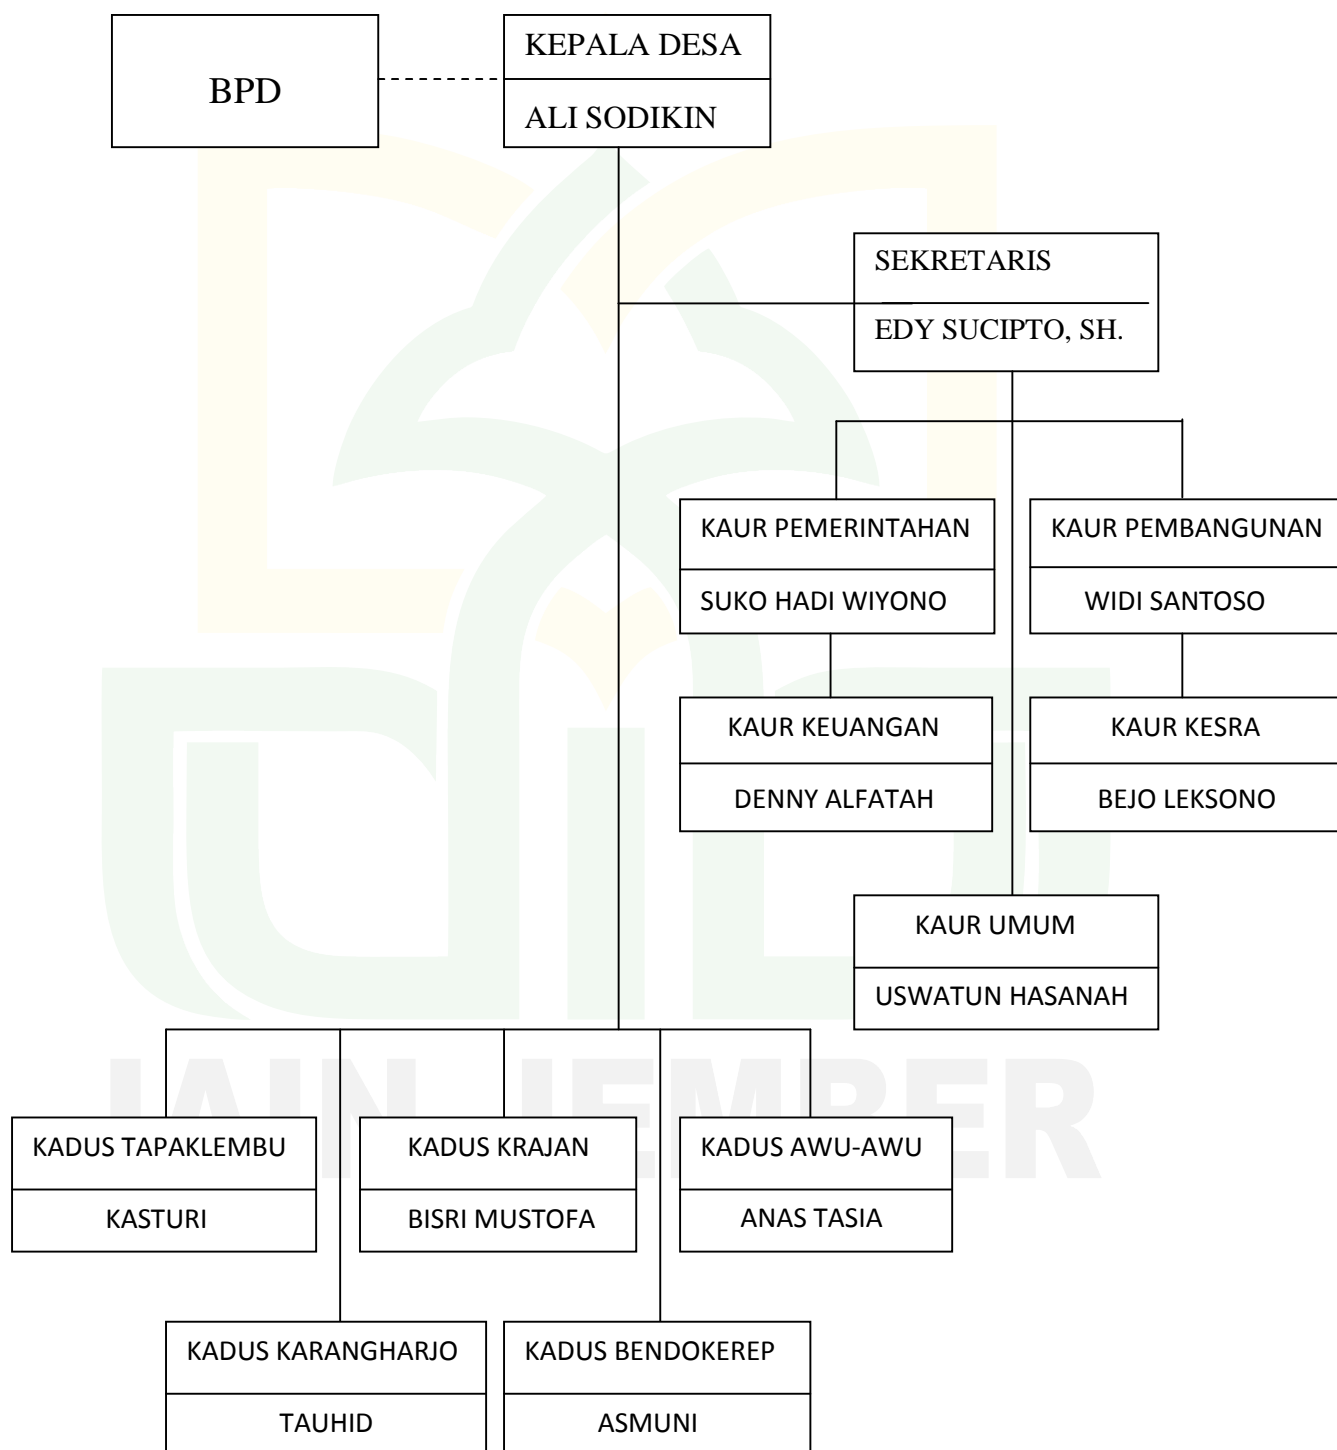 BPD
KEPALA DESA
ALI SODIKIN
SEKRETARIS
EDY SUCIPTO, SH.
KAUR PEMERINTAHAN
SUKO HADI WIYONO
KAUR PEMBANGUNAN
WIDI SANTOSO
KAUR KEUANGAN
DENNY ALFATAH
KAUR KESRA
BEJO LEKSONO
KAUR UMUM
USWATUN HASANAH
IAIN JEMBER
KADUS TAPAKLEMBU
KASTURI
KADUS KRAJAN
BISRI MUSTOFA
KADUS AWU-AWU
ANAS TASIA
KADUS KARANGHARJO
TAUHID
KADUS BENDOKEREP
ASMUNI